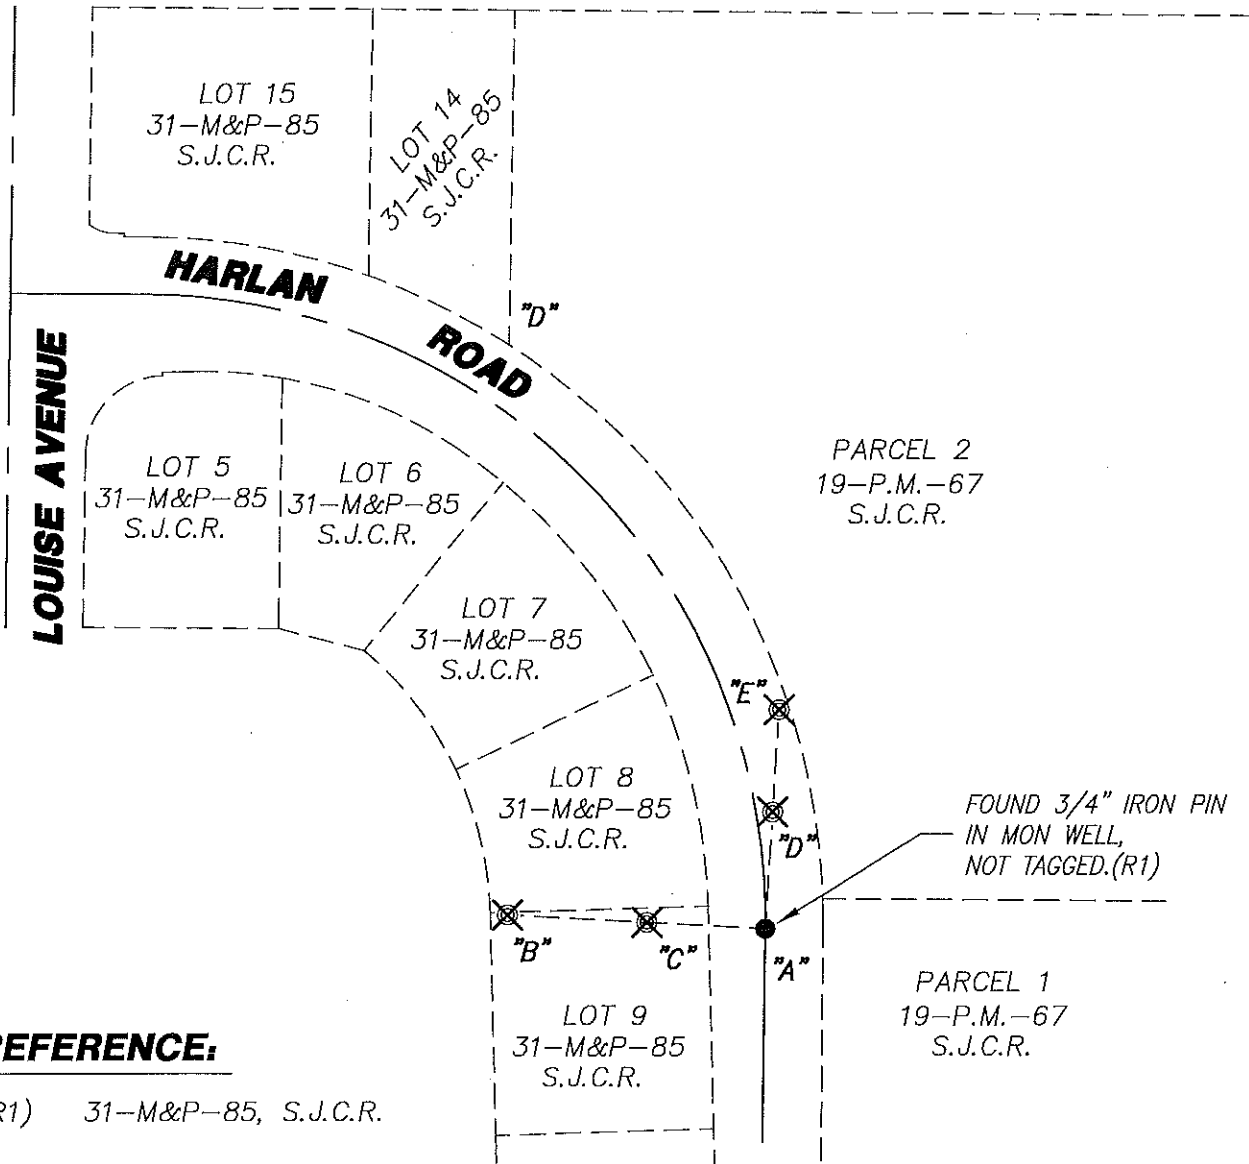 LOT 15
31-M&P-85
S.J.C.R.
LOT 14
31-M&P-85
S.J.C.R.
HARLAN
ROAD
"D"
LOUISE AVENUE
LOT 5
31-M&P-85
S.J.C.R.
LOT 6
31-M&P-85
S.J.C.R.
PARCEL 2
19-P.M.-67
S.J.C.R.
LOT 7
31-M&P-85
S.J.C.R.
"E"
LOT 8
31-M&P-85
S.J.C.R.
"D"
FOUND 3/4" IRON PIN
IN MON WELL,
NOT TAGGED.(R1)
"B"
"C"
"A"
LOT 9
31-M&P-85
S.J.C.R.
PARCEL 1
19-P.M.-67
S.J.C.R.
EFERENCE:
R1) 31-M&P-85, S.J.C.R.